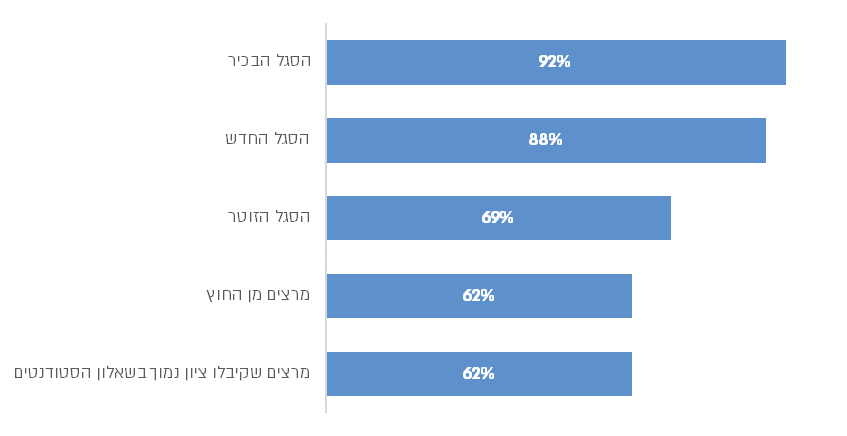 הסגל הבכיר
92%
הסגל החדש
88%
הסגל הזוטר
69%
מרצים מן החוץ
62%
מרצים שקיבלו ציון נמוך בשאלון הסטודנטים
62%